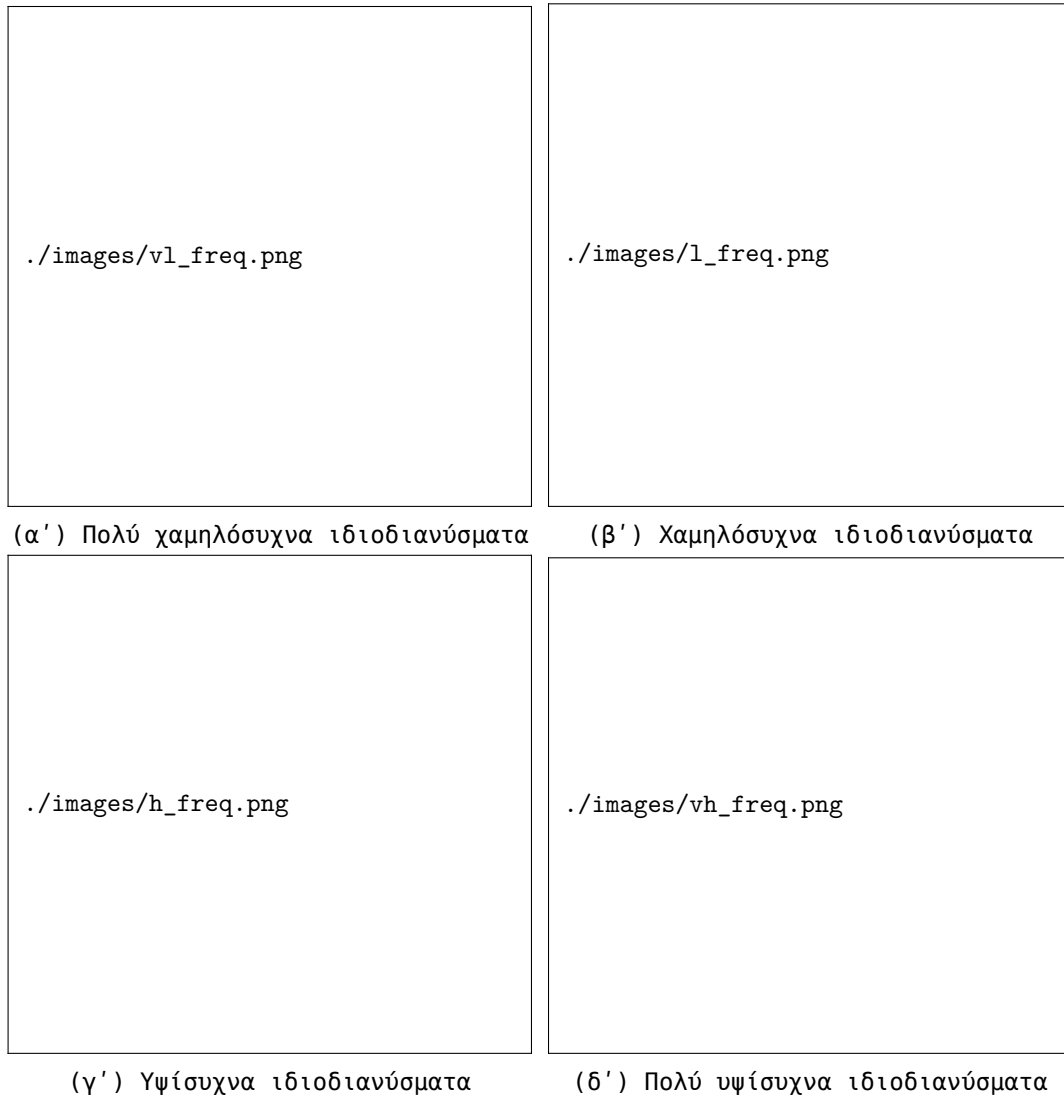 ./images/vl_freq.png
./images/l_freq.png
(α′) Πολύ χαμηλόσυχνα ιδιοδιανύσματα
(β′) Χαμηλόσυχνα ιδιοδιανύσματα
./images/h_freq.png
./images/vh_freq.png
(γ′) Υψίσυχνα ιδιοδιανύσματα
(δ′) Πολύ υψίσυχνα ιδιοδιανύσματα